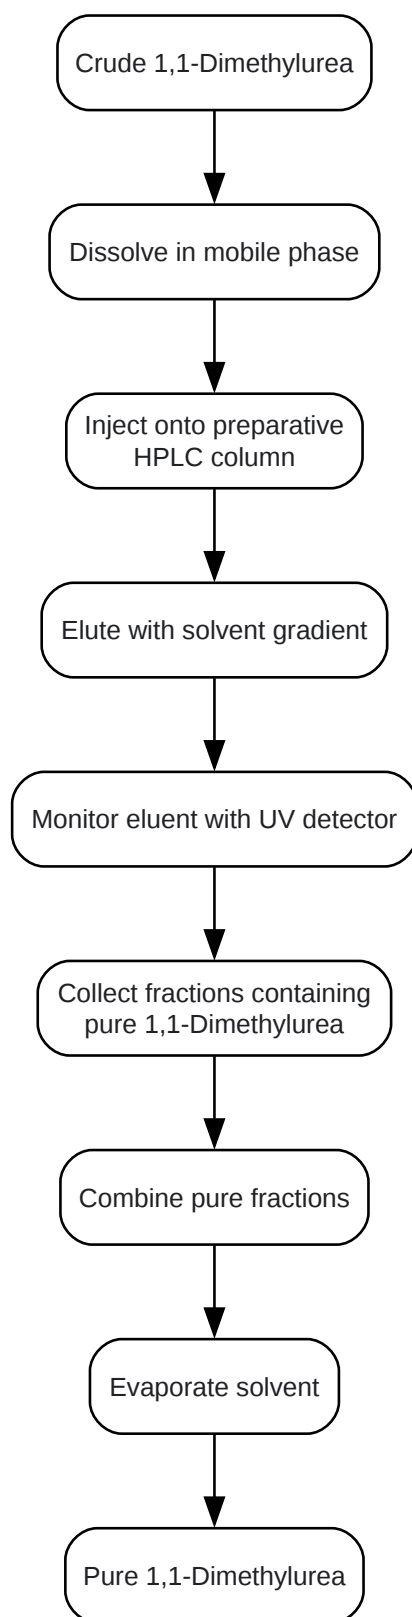 Crude 1,1-Dimethylurea
Dissolve in mobile phase
Inject onto preparative
HPLC column
Elute with solvent gradient
Monitor eluent with UV detector
Collect fractions containing
pure 1,1-Dimethylurea
Combine pure fractions
Evaporate solvent
Pure 1,1-Dimethylurea